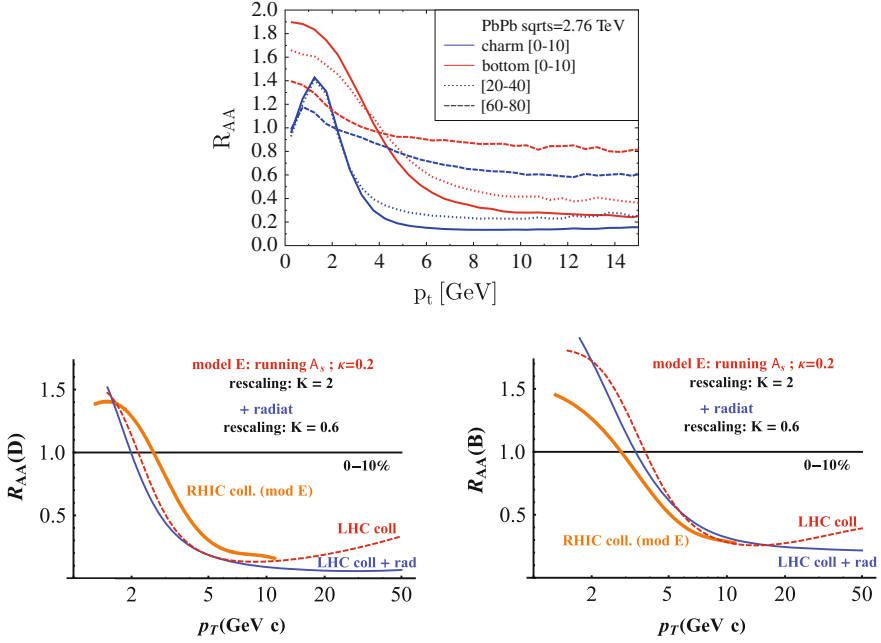 2.0
1.8
1.6
1.4
1.2
1.0
0.8
0.6
0.4
0.2
0.0
R_AA
PbPb sqrts=2.76 TeV
charm [0-10]
bottom [0-10]
[20-40]
[60-80]
0 2 4 6 8 10 12 14
p_t [GeV]
model E: running A_s ; κ=0.2
rescaling: K = 2
+ radiat
rescaling: K = 0.6
1.5
1.0
0.5
R_AA(D)
0–10%
RHIC coll. (mod E)
LHC coll
LHC coll + rad
2 5 10 20 50
p_T(GeV c)
model E: running A_s ; κ=0.2
rescaling: K = 2
+ radiat
rescaling: K = 0.6
1.5
1.0
0.5
R_AA(B)
0–10%
RHIC coll. (mod E)
LHC coll
LHC coll + rad
2 5 10 20 50
p_T(GeV c)